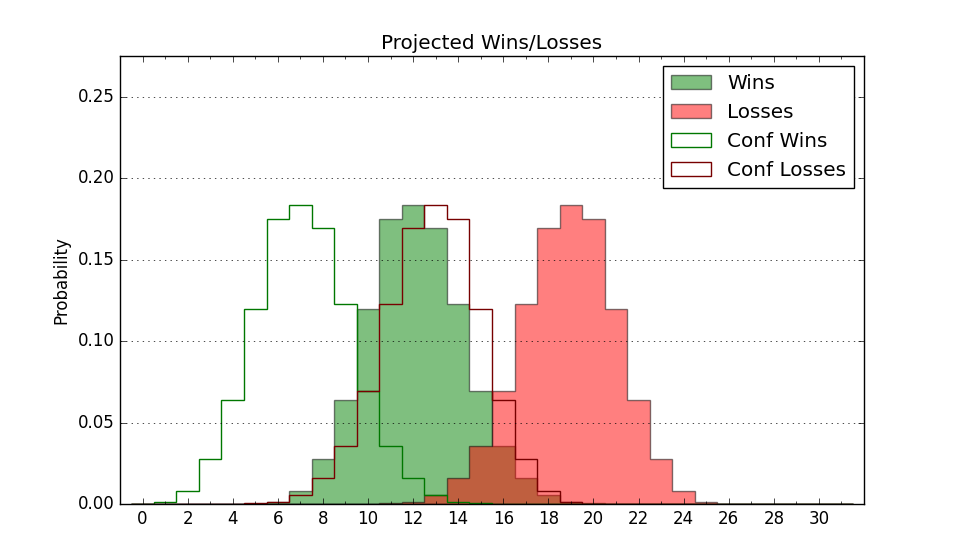 Projected Wins/Losses
Wins
Losses
Conf Wins
Conf Losses
Probability
0.25
0.20
0.15
0.10
0.05
0.00
0 2 4 6 8 10 12 14 16 18 20 22 24 26 28 30